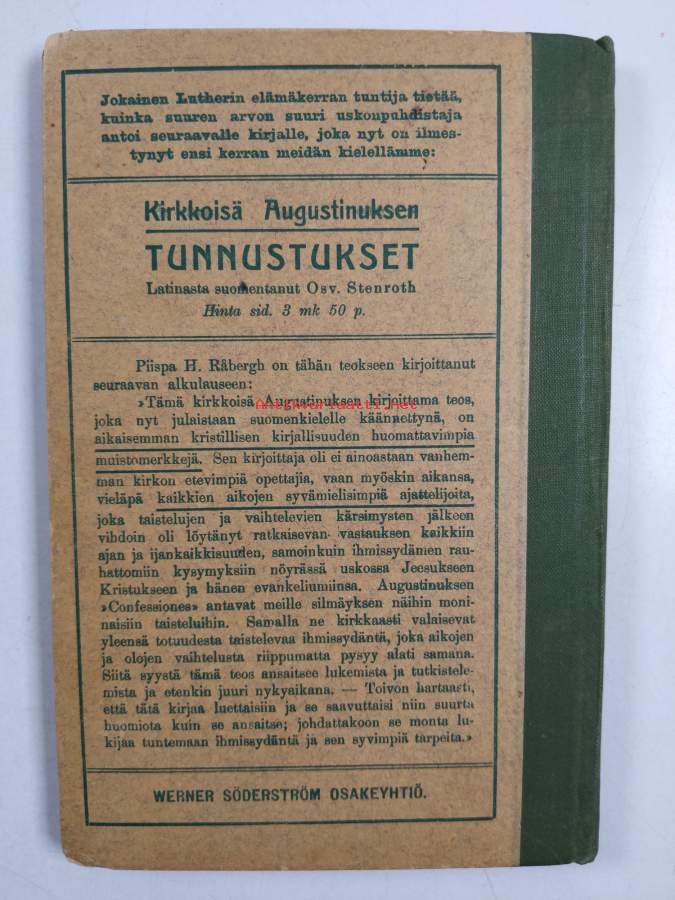 Jokainen Lutherin elämäkerran tuntija tietää,
kuinka suuren arvon suuri uskonpuhdistaja
antoi seuraavalle kirjalle, joka nyt on ilmes-
tynyt ensi kerran meidän kielellämme:
Kirkkoisä Augustinuksen
TUNNUSTUKSET
Latinasta suomentanut Osv. Stenroth
Hinta sid. 3 mk 50 p.
Piispa H. Råbergh on tähän teokseen kirjoittanut
seuraavan alkulauseen:
»Tämä kirkkoisä Augustinuksen kirjoittama teos,
Antikvariaatti.net
joka nyt julaistaan suomenkielelle käännettynä, on
aikaisemman kristillisen kirjallisuuden huomattavimpia
muistomerkkejä. Sen kirjoittaja oli ei ainoastaan vanhem-
man kirkon etevimpiä opettajia, vaan myöskin aikansa,
vieläpä kaikkien aikojen syvämielisimpiä ajattelijoita,
joka taistelujen ja vaihtelevien kärsimysten jälkeen
vihdoin oli löytänyt ratkaisevan vastauksen kaikkiin
ajan ja ijankaikkisuuden, samoinkuin ihmissydämen rau-
hattomiin kysymyksiin nöyrässä uskossa Jeesukseen
Kristukseen ja hänen evankeliumiinsa. Augustinuksen
»Confessiones» antavat meille silmäyksen näihin moni-
naisiin taisteluihin. Samalla ne kirkkaasti valaisevat
yleensä totuudesta taistelevaa ihmissydäntä, joka aikojen
ja olojen vaihtelusta riippumatta pysyy alati samana.
Siitä syystä tämä teos ansaitsee lukemista ja tutkistele-
mista ja etenkin juuri nykyaikana. — Toivon hartaasti,
että tätä kirjaa luettaisiin ja se saavuttaisi niin suurta
huomiota kuin se ansaitse; johdattakoon se monta lu-
kijaa tuntemaan ihmissydäntä ja sen syvimpiä tarpeita.»
WERNER SÖDERSTRÖM OSAKEYHTIÖ.